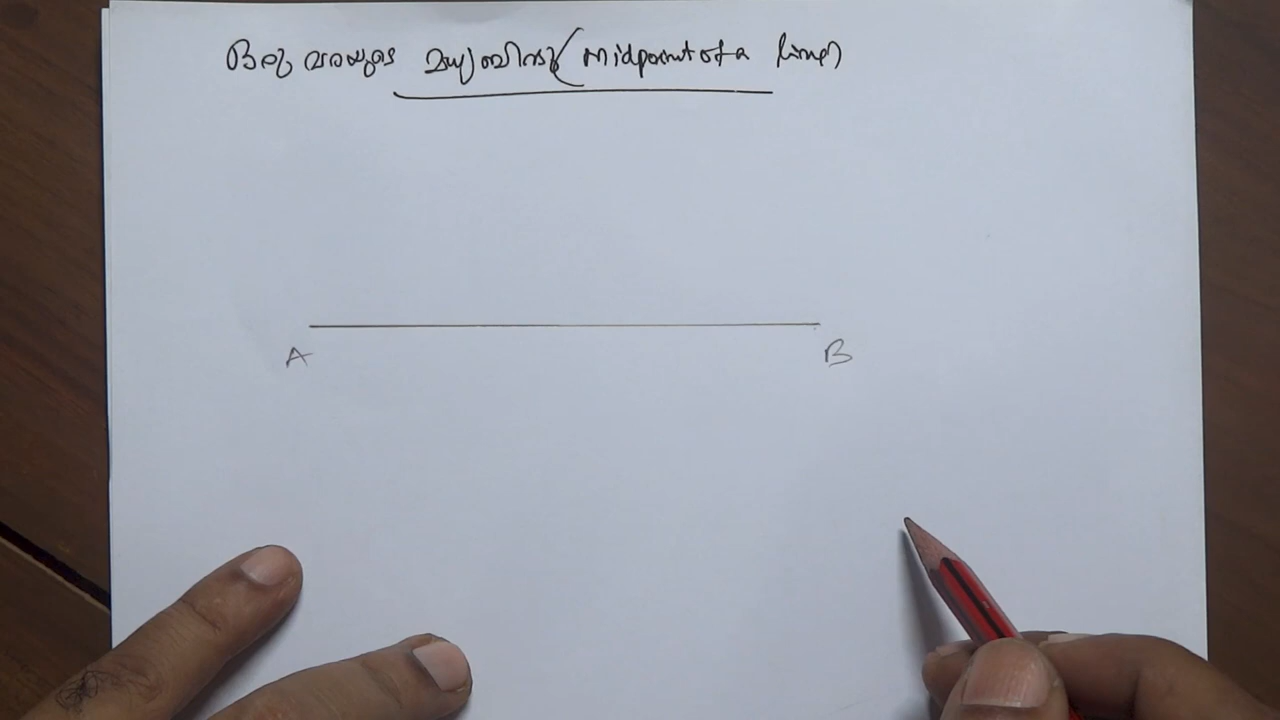 ഒരു വരയുടെ മധ്യബിന്ദു (midpoint of a line)
A B